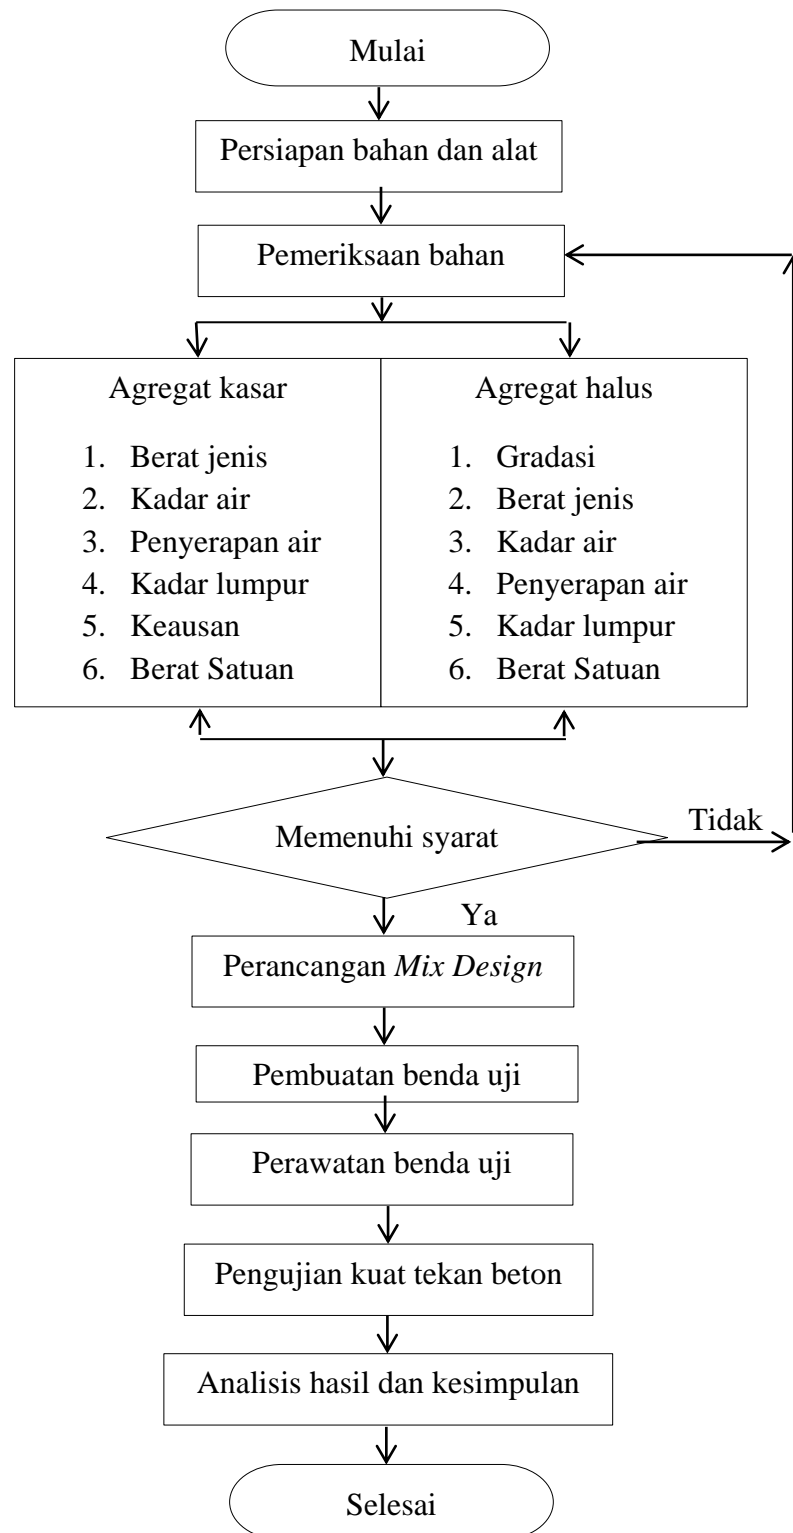 Mulai
Persiapan bahan dan alat
Pemeriksaan bahan
Agregat kasar
1. Berat jenis
2. Kadar air
3. Penyerapan air
4. Kadar lumpur
5. Keausan
6. Berat Satuan
Agregat halus
1. Gradasi
2. Berat jenis
3. Kadar air
4. Penyerapan air
5. Kadar lumpur
6. Berat Satuan
Memenuhi syarat
Tidak
Ya
Perancangan Mix Design
Pembuatan benda uji
Perawatan benda uji
Pengujian kuat tekan beton
Analisis hasil dan kesimpulan
Selesai